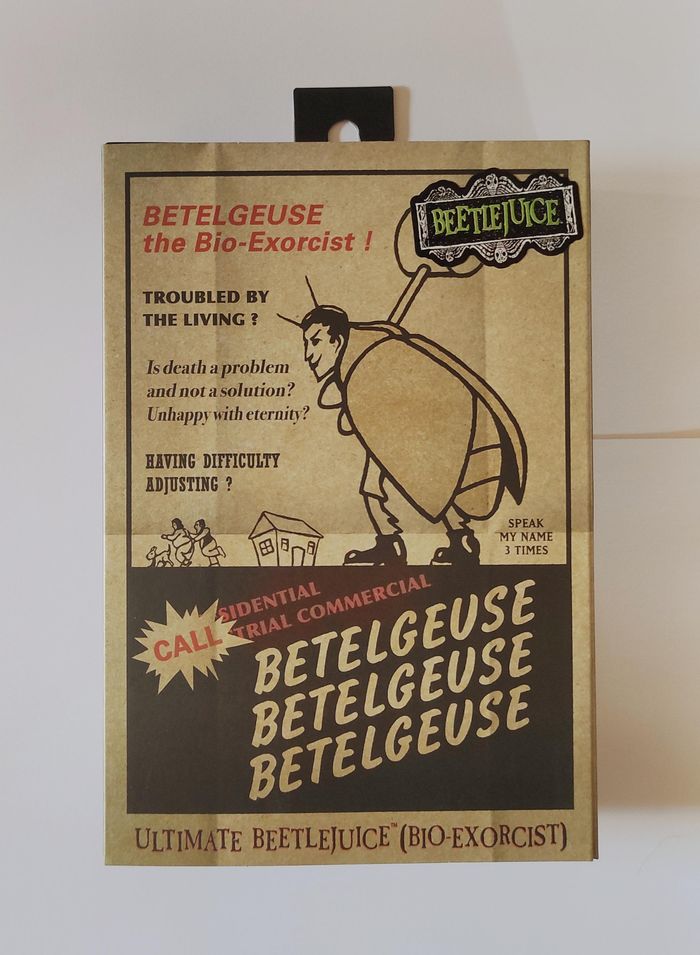 BEETLEJUICE
BETELGEUSE
the Bio-Exorcist !
TROUBLED BY
THE LIVING ?
Is death a problem
and not a solution?
Unhappy with eternity?
HAVING DIFFICULTY
ADJUSTING ?
SPEAK
MY NAME
3 TIMES
SIDENTIAL
TRIAL COMMERCIAL
CALL
BETELGEUSE
BETELGEUSE
BETELGEUSE
ULTIMATE BEETLEJUICE™ (BIO-EXORCIST)